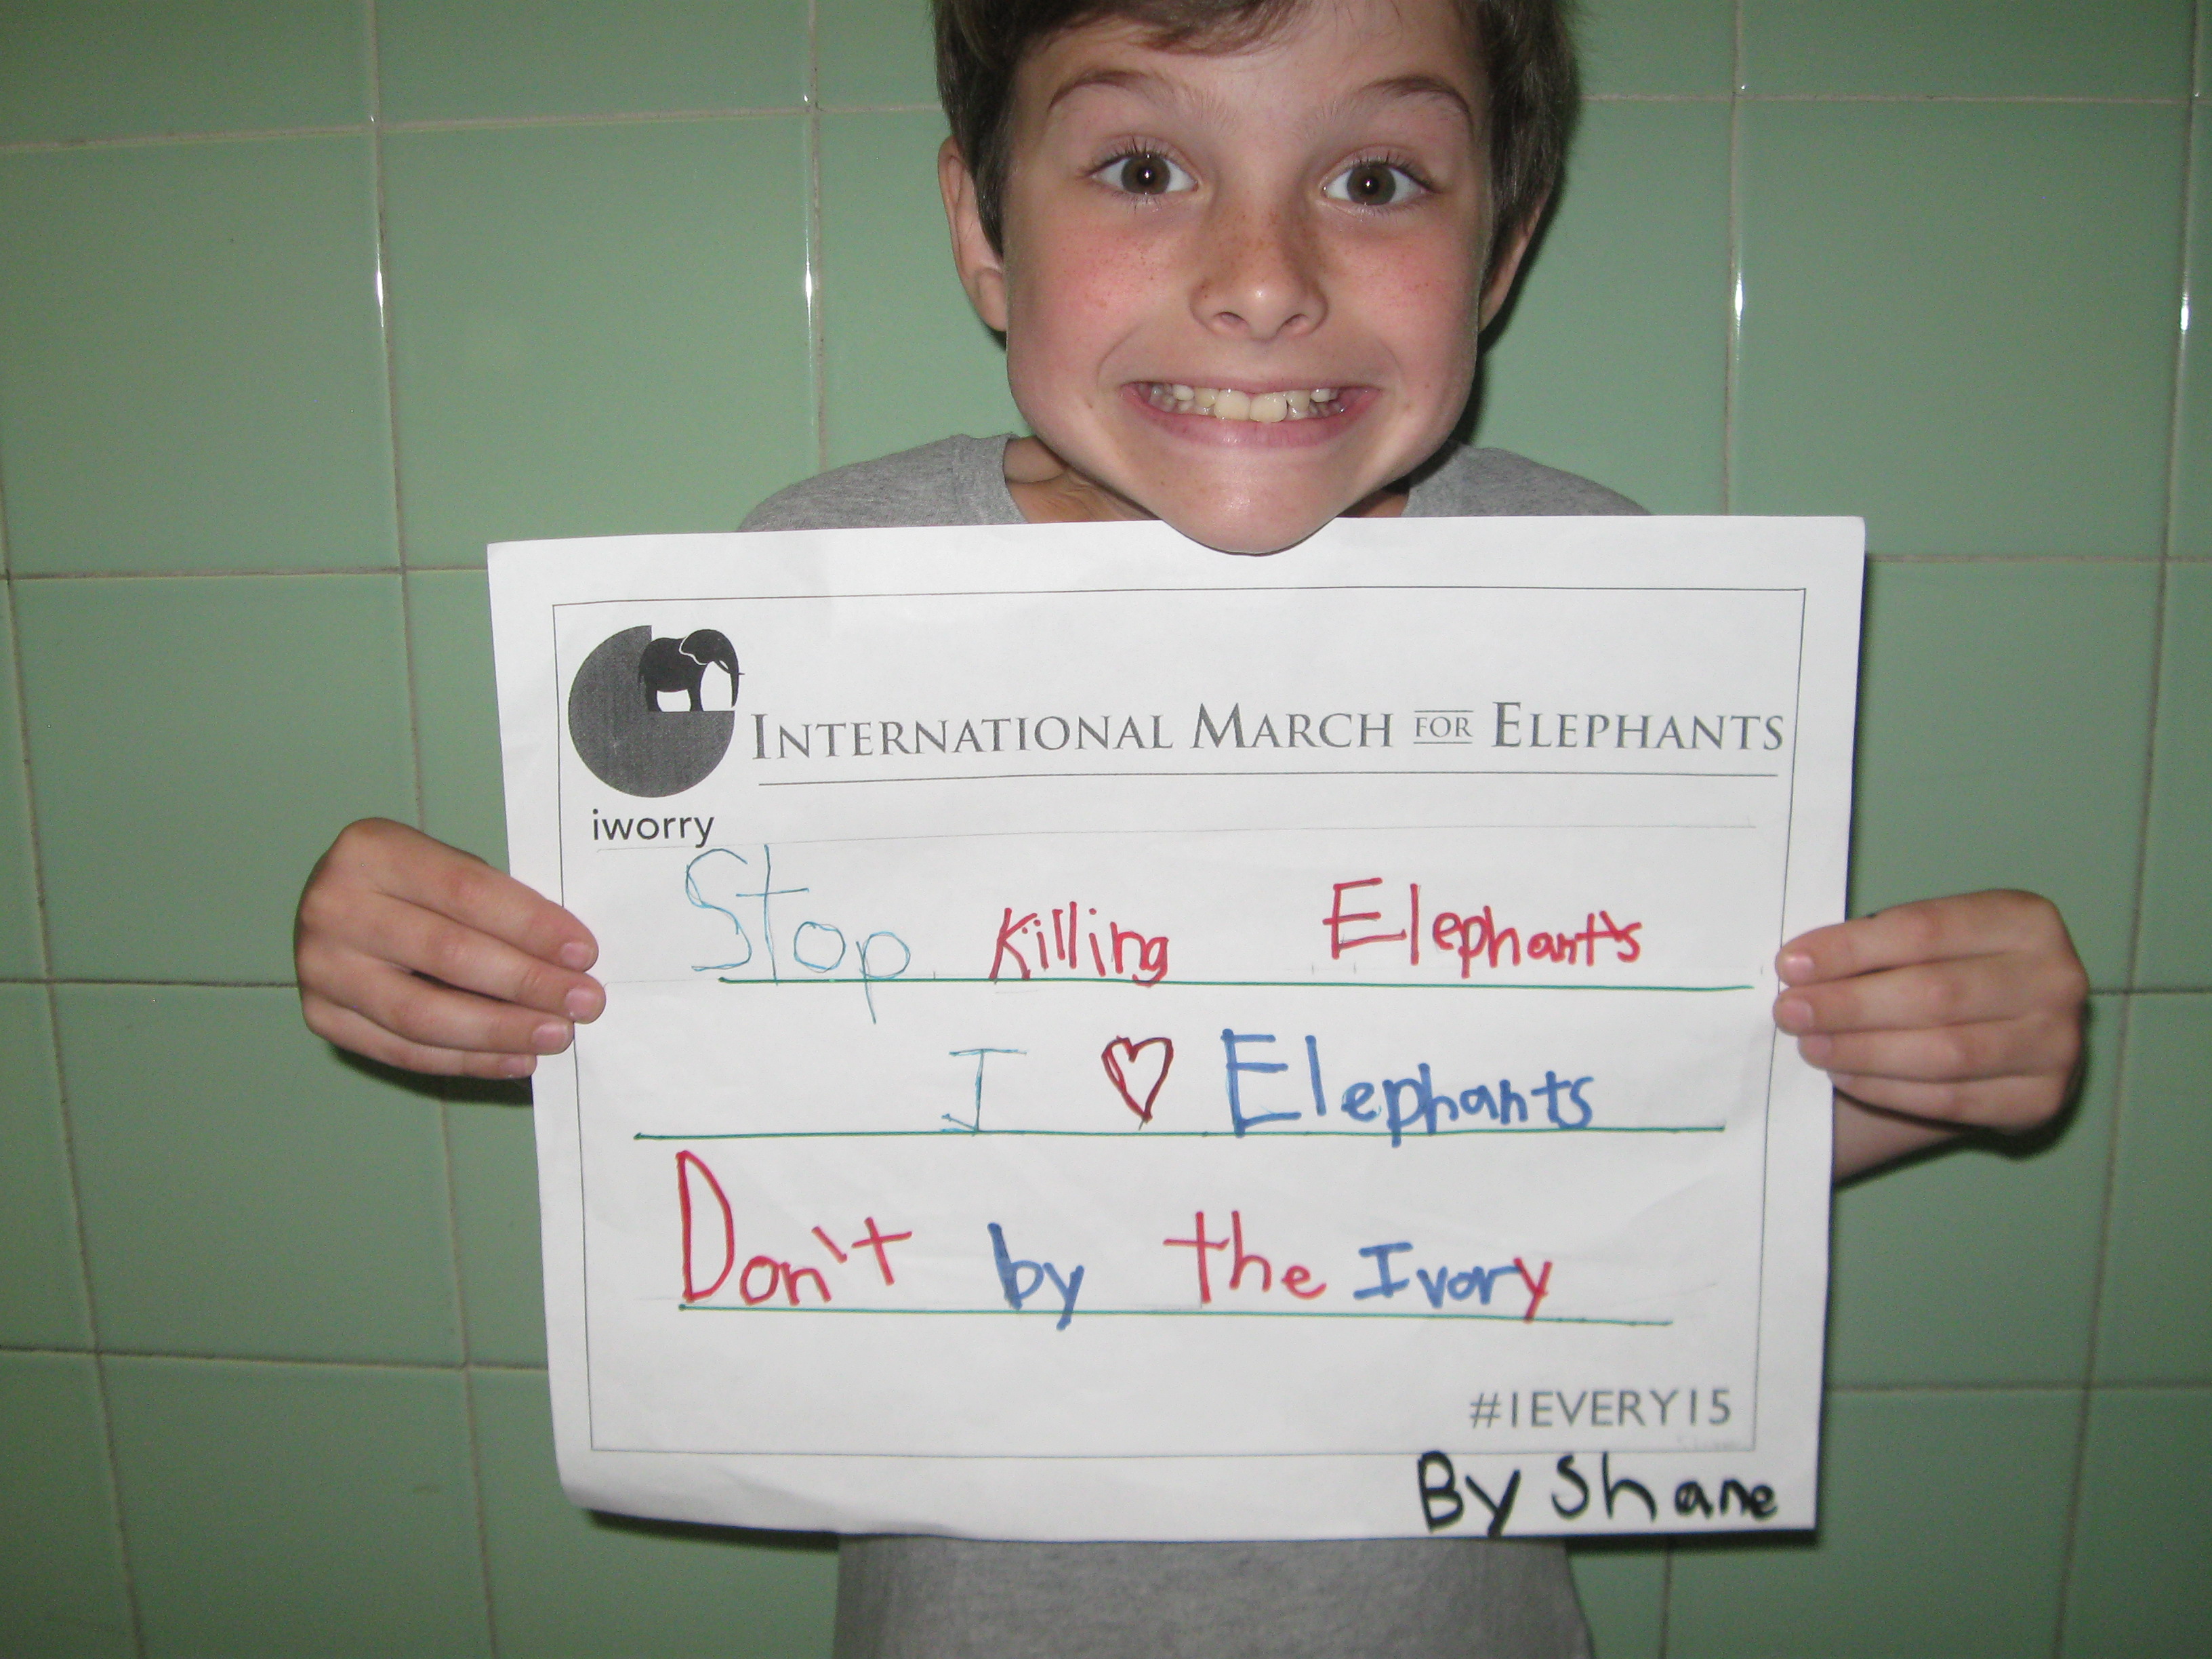 INTERNATIONAL MARCH FOR ELEPHANTS
iworry
Stop Killing Elephants
I ♡ Elephants
Don't by the Ivory
#1EVERY15
By Shane